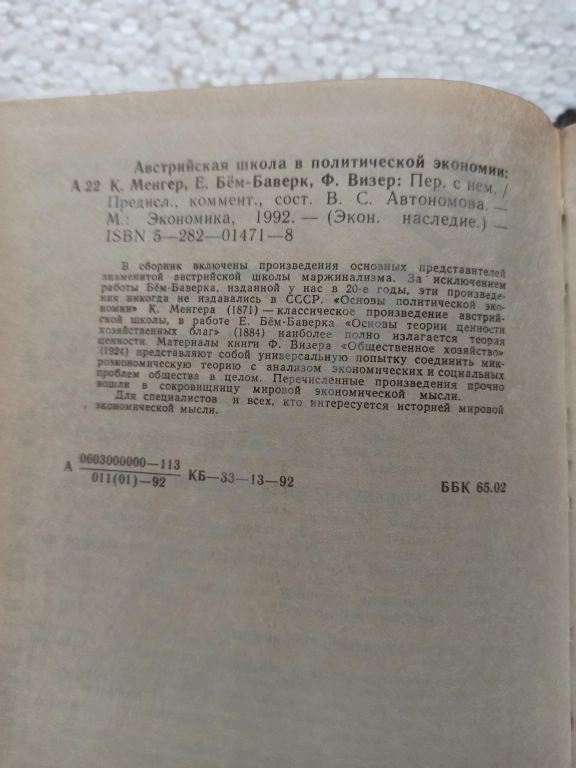 Австрийская школа в политической экономии:
А 22 К. Менгер, Е. Бём-Баверк, Ф. Визер: Пер. с нем. /
Предисл., коммент., сост. В. С. Автономова. —
М.: Экономика, 1992. — (Экон. наследие.) —
ISBN 5—282—01471—8
В сборник включены произведения основных представителей
знаменитой австрийской школы маржинализма. За исключением
работы Бём-Баверка, изданной у нас в 20-е годы, эти произведе-
ния никогда не издавались в СССР. «Основы политической эко-
номии» К. Менгера (1871) — классическое произведение австрий-
ской школы, в работе Е. Бём-Баверка «Основы теории ценности
хозяйственных благ» (1884) наиболее полно излагается теория
ценности. Материалы книги Ф. Визера «Общественное хозяйство»
(1924) представляют собой универсальную попытку соединить мик-
роэкономическую теорию с анализом экономических и социальных
проблем общества в целом. Перечисленные произведения прочно
вошли в сокровищницу мировой экономической мысли.
Для специалистов и всех, кто интересуется историей мировой
экономической мысли.
А 0603000000—113
011(01)—92 КБ—33—13—92
ББК 65.02